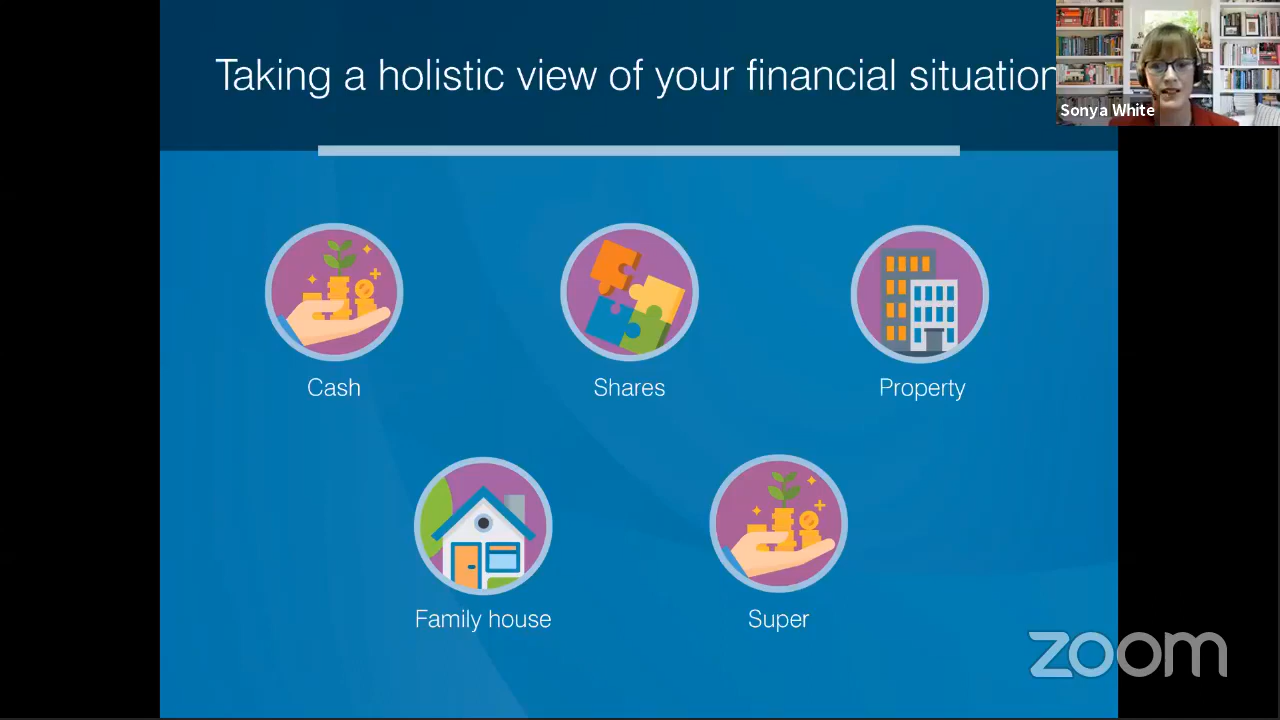 Taking a holistic view of your financial situation
Sonya White
Cash
Shares
Property
Family house
Super
zoom